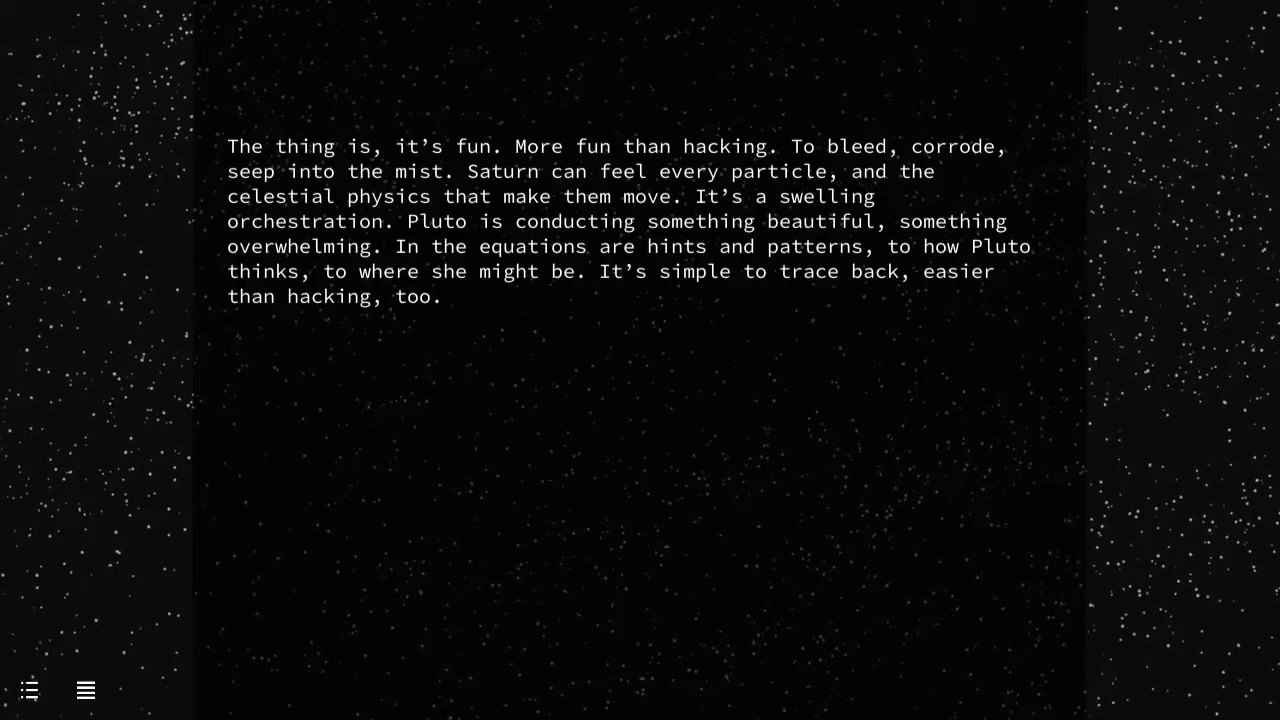 The thing is, it’s fun. More fun than hacking. To bleed, corrode,
seep into the mist. Saturn can feel every particle, and the
celestial physics that make them move. It’s a swelling
orchestration. Pluto is conducting something beautiful, something
overwhelming. In the equations are hints and patterns, to how Pluto
thinks, to where she might be. It’s simple to trace back, easier
than hacking, too.